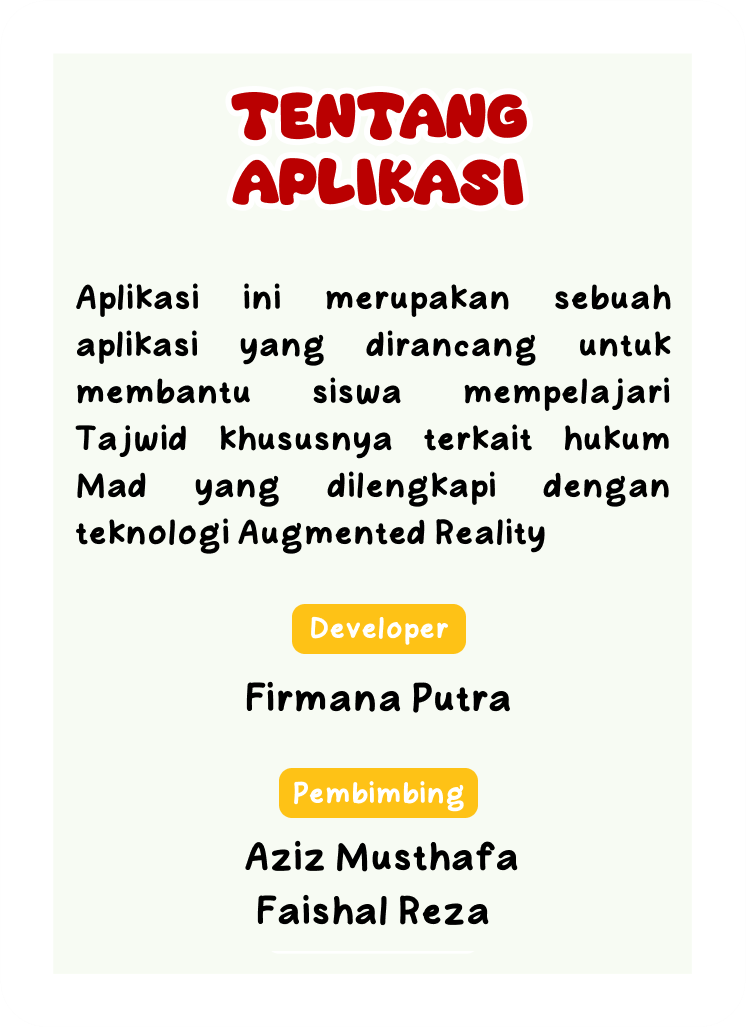 TENTANG
APLIKASI
Aplikasi ini merupakan sebuah
aplikasi yang dirancang untuk
membantu siswa mempelajari
Tajwid khususnya terkait hukum
Mad yang dilengkapi dengan
teknologi Augmented Reality
Developer
Firmana Putra
Pembimbing
Aziz Musthafa
Faishal Reza